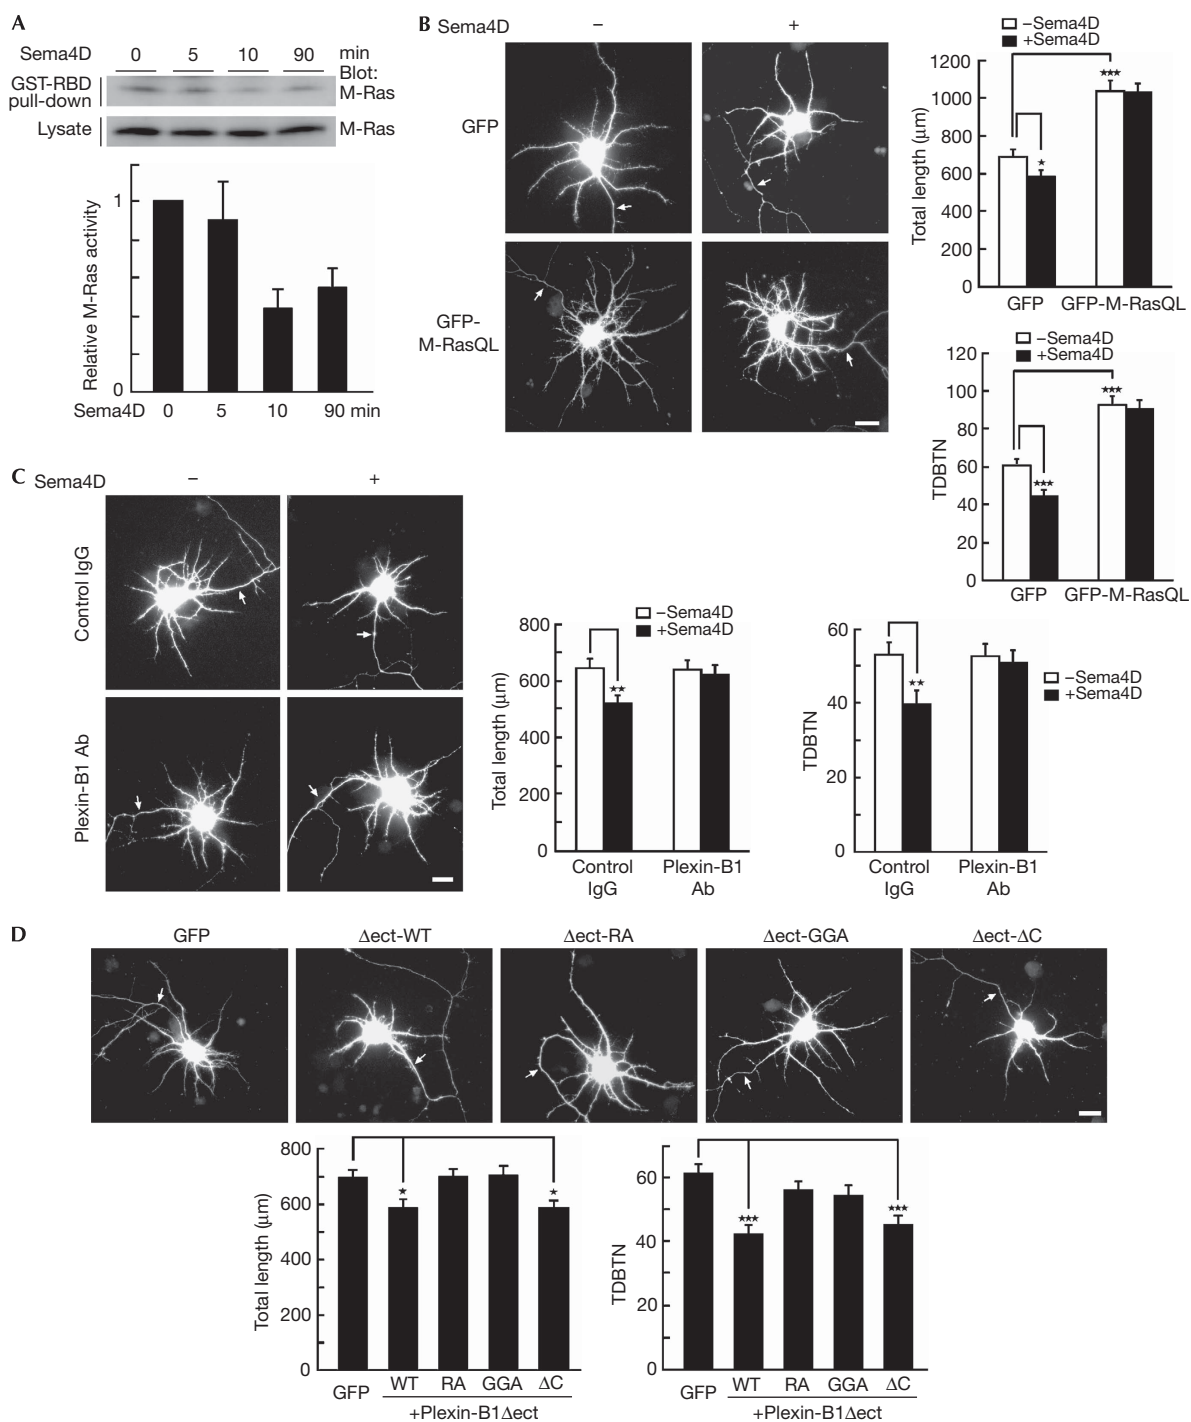 A
Sema4D 0 5 10 90 min
Blot:
GST-RBD
pull-down
M-Ras
Lysate
M-Ras
Relative M-Ras activity
1
0
Sema4D 0 5 10 90 min
B
Sema4D – +
GFP
GFP-
M-RasQL
–Sema4D
+Sema4D
Total length (µm)
1200
1000
800
600
400
200
0
★★★
★
GFP GFP-M-RasQL
–Sema4D
+Sema4D
TDBTN
120
100
80
60
40
20
0
★★★
★★★
GFP GFP-M-RasQL
C
Sema4D – +
Control IgG
Plexin-B1 Ab
–Sema4D
+Sema4D
Total length (µm)
800
600
400
200
0
★★
Control
IgG
Plexin-B1
Ab
TDBTN
60
40
20
0
★★
–Sema4D
+Sema4D
Control
IgG
Plexin-B1
Ab
D
GFP Δect-WT Δect-RA Δect-GGA Δect-ΔC
Total length (µm)
800
600
400
200
0
★ ★
GFP WT RA GGA ΔC
+Plexin-B1Δect
TDBTN
60
40
20
0
★★★ ★★★
GFP WT RA GGA ΔC
+Plexin-B1Δect